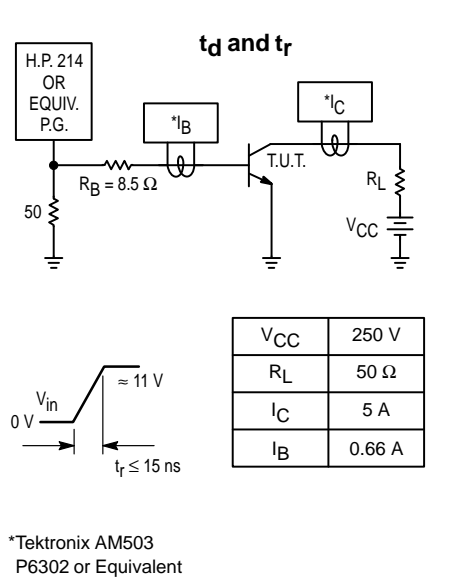 td and tr
H.P. 214
OR
EQUIV.
P.G.
*IB
*IC
T.U.T.
RB = 8.5 Ω
50
RL
VCC
Vin
0 V
≈ 11 V
tr ≤ 15 ns
VCC 250 V
RL 50 Ω
IC 5 A
IB 0.66 A
*Tektronix AM503
P6302 or Equivalent